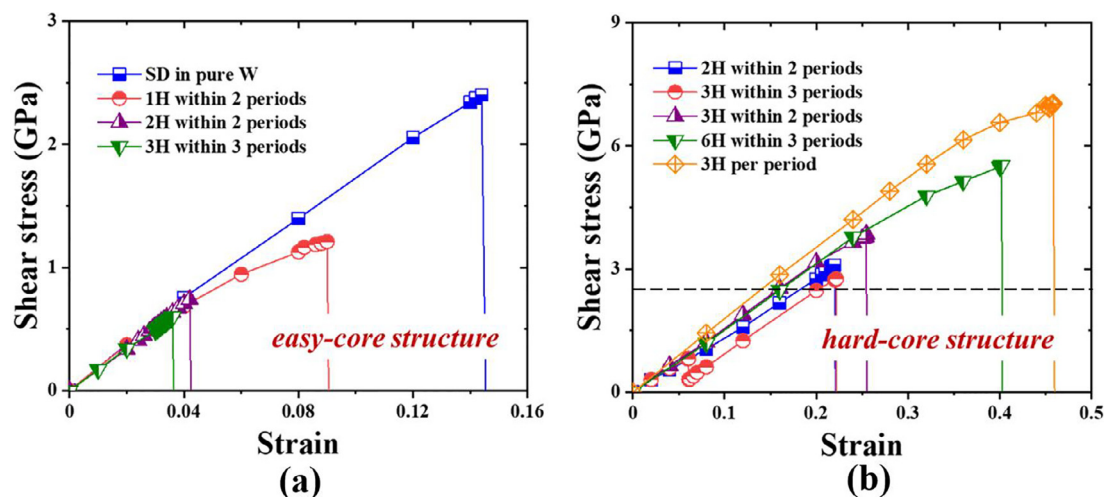 3
2
1
0
0
0.04
0.08
0.12
0.16
Shear stress (GPa)
Strain
SD in pure W
1H within 2 periods
2H within 2 periods
3H within 3 periods
easy-core structure
(a)
9
6
3
0
0
0.1
0.2
0.3
0.4
0.5
Shear stress (GPa)
Strain
2H within 2 periods
3H within 3 periods
3H within 2 periods
6H within 3 periods
3H per period
hard-core structure
(b)